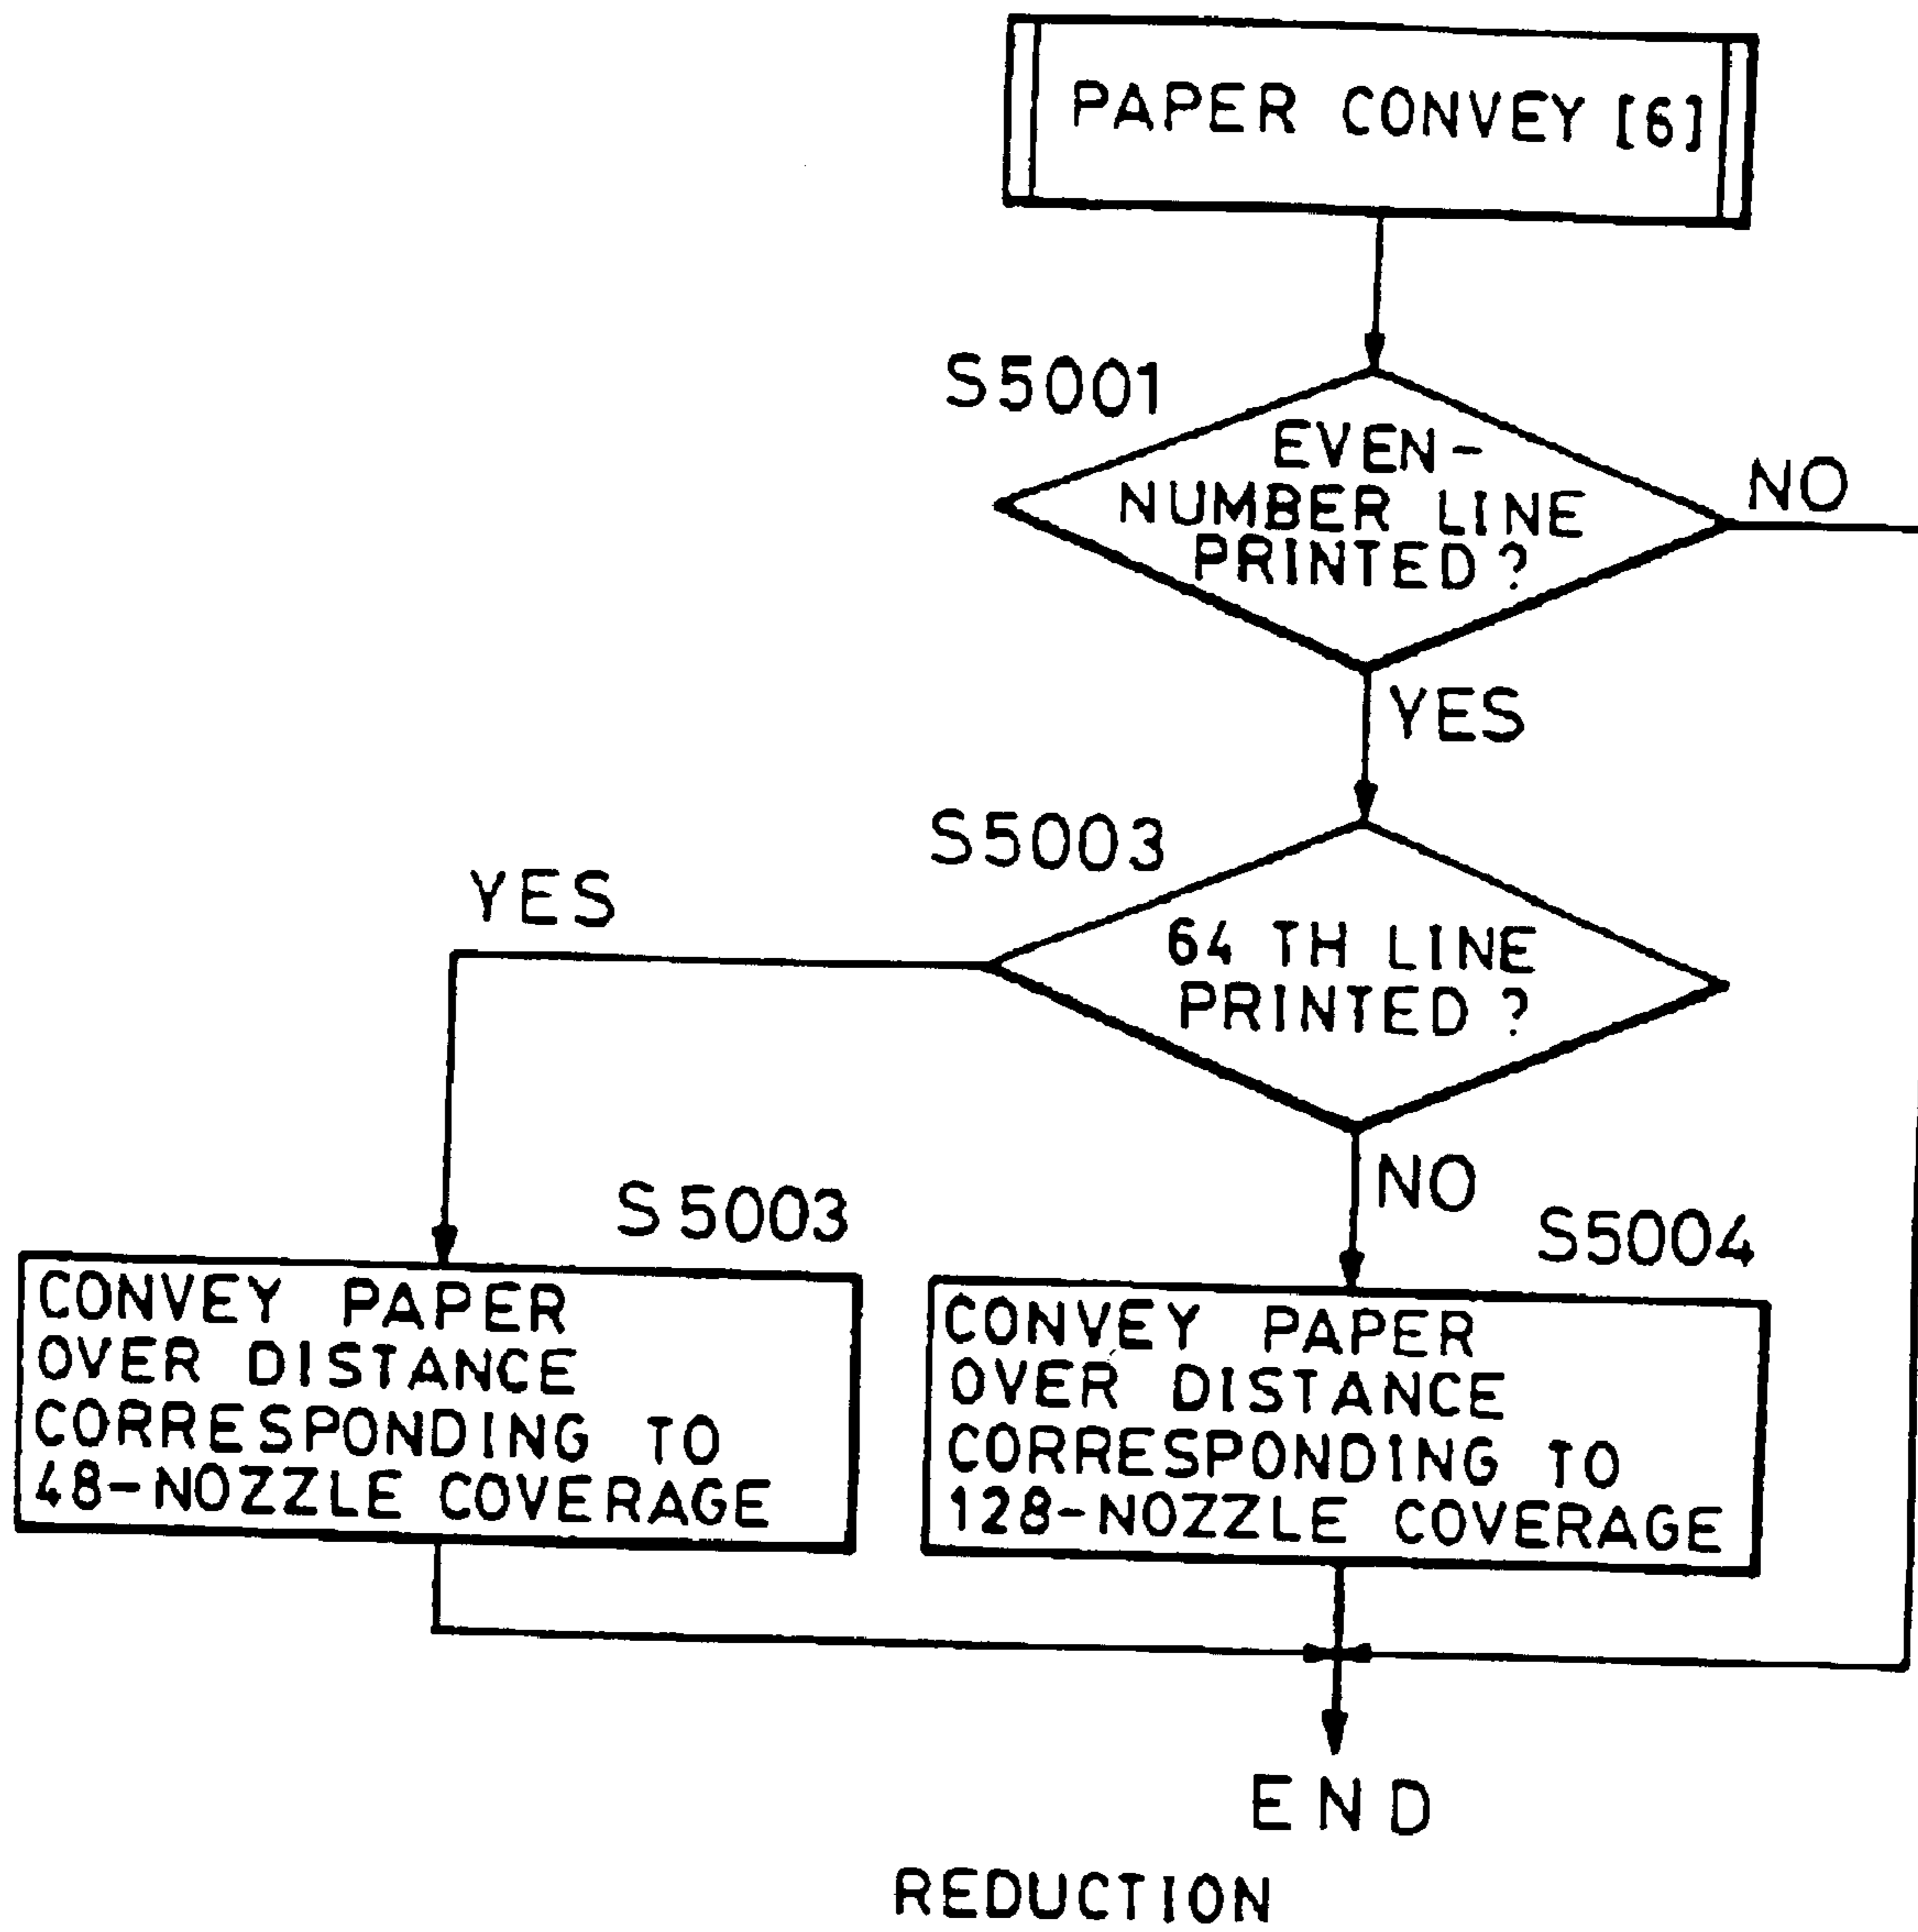 PAPER CONVEY [6]
S5001
EVEN-
NUMBER LINE
PRINTED ?
NO
YES
S5003
YES
64 TH LINE
PRINTED ?
NO
S5003
S5004
CONVEY PAPER
OVER DISTANCE
CORRESPONDING TO
48-NOZZLE COVERAGE
CONVEY PAPER
OVER DISTANCE
CORRESPONDING TO
128-NOZZLE COVERAGE
END
REDUCTION